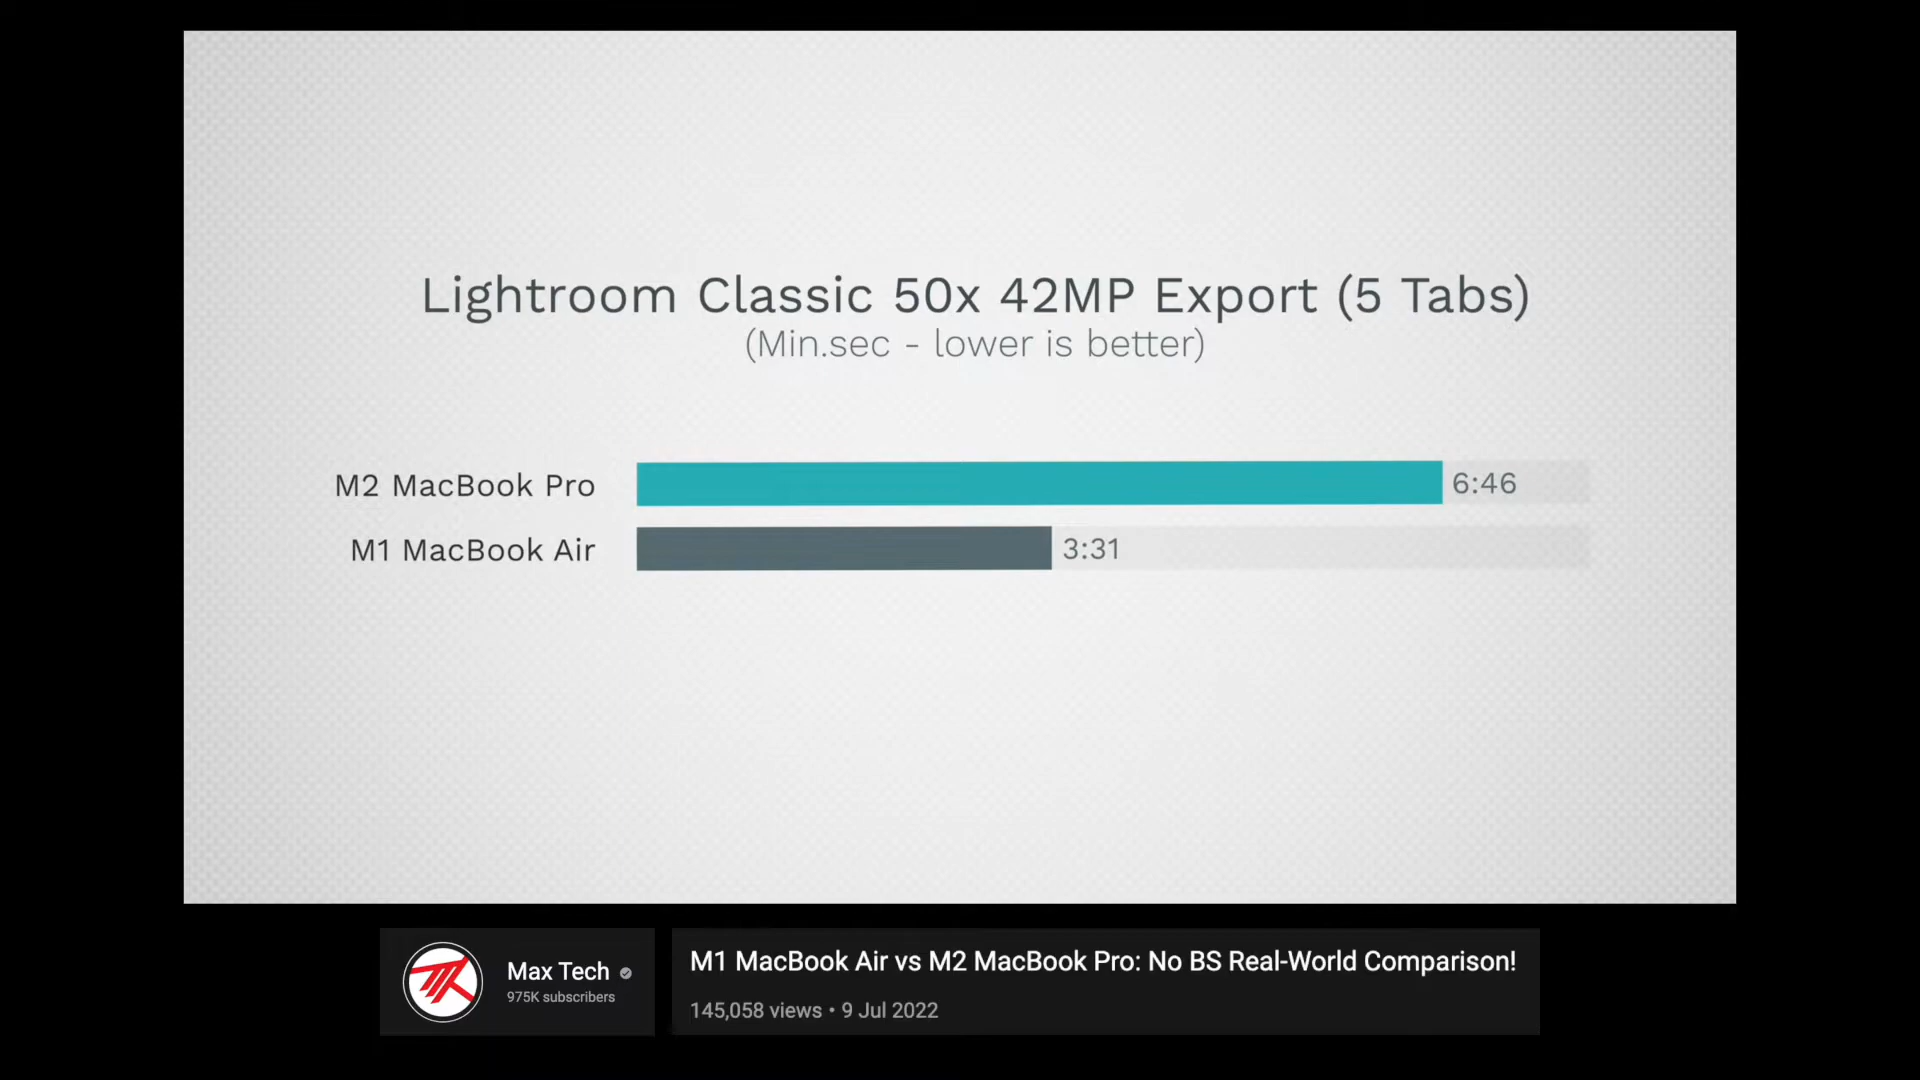 Lightroom Classic 50x 42MP Export (5 Tabs)
(Min.sec - lower is better)
M2 MacBook Pro 6:46
M1 MacBook Air 3:31
Max Tech
975K subscribers
M1 MacBook Air vs M2 MacBook Pro: No BS Real-World Comparison!
145,058 views • 9 Jul 2022